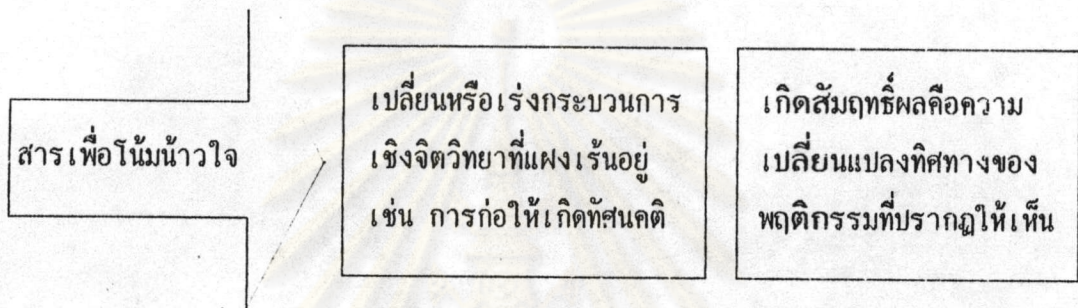 สารเพื่อโน้มน้าวใจ
เปลี่ยนหรือเร่งกระบวนการ
เชิงจิตวิทยาที่แฝงเร้นอยู่
เช่น การก่อให้เกิดทัศนคติ
เกิดสัมฤทธิ์ผลคือความ
เปลี่ยนแปลงทิศทางของ
พฤติกรรมที่ปรากฏให้เห็น